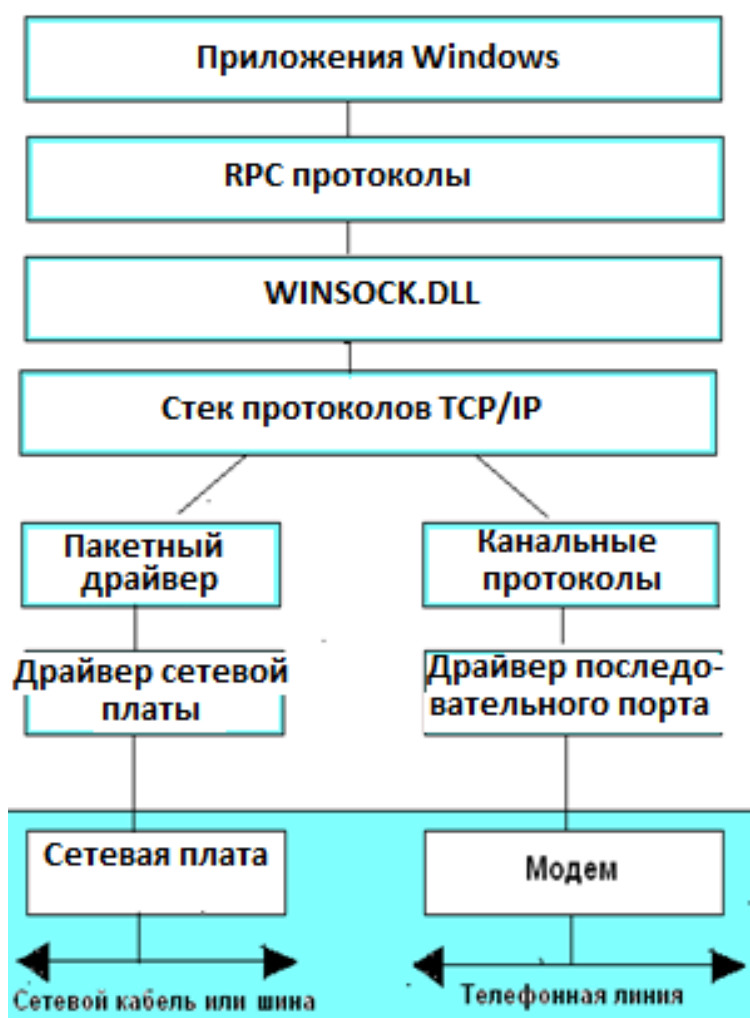 Приложения Windows
RPC протоколы
WINSOCK.DLL
Стек протоколов TCP/IP
Пакетный
драйвер
Канальные
протоколы
Драйвер сетевой
платы
Драйвер последо-
вательного порта
Сетевая плата
Модем
Сетевой кабель или шина
Телефонная линия